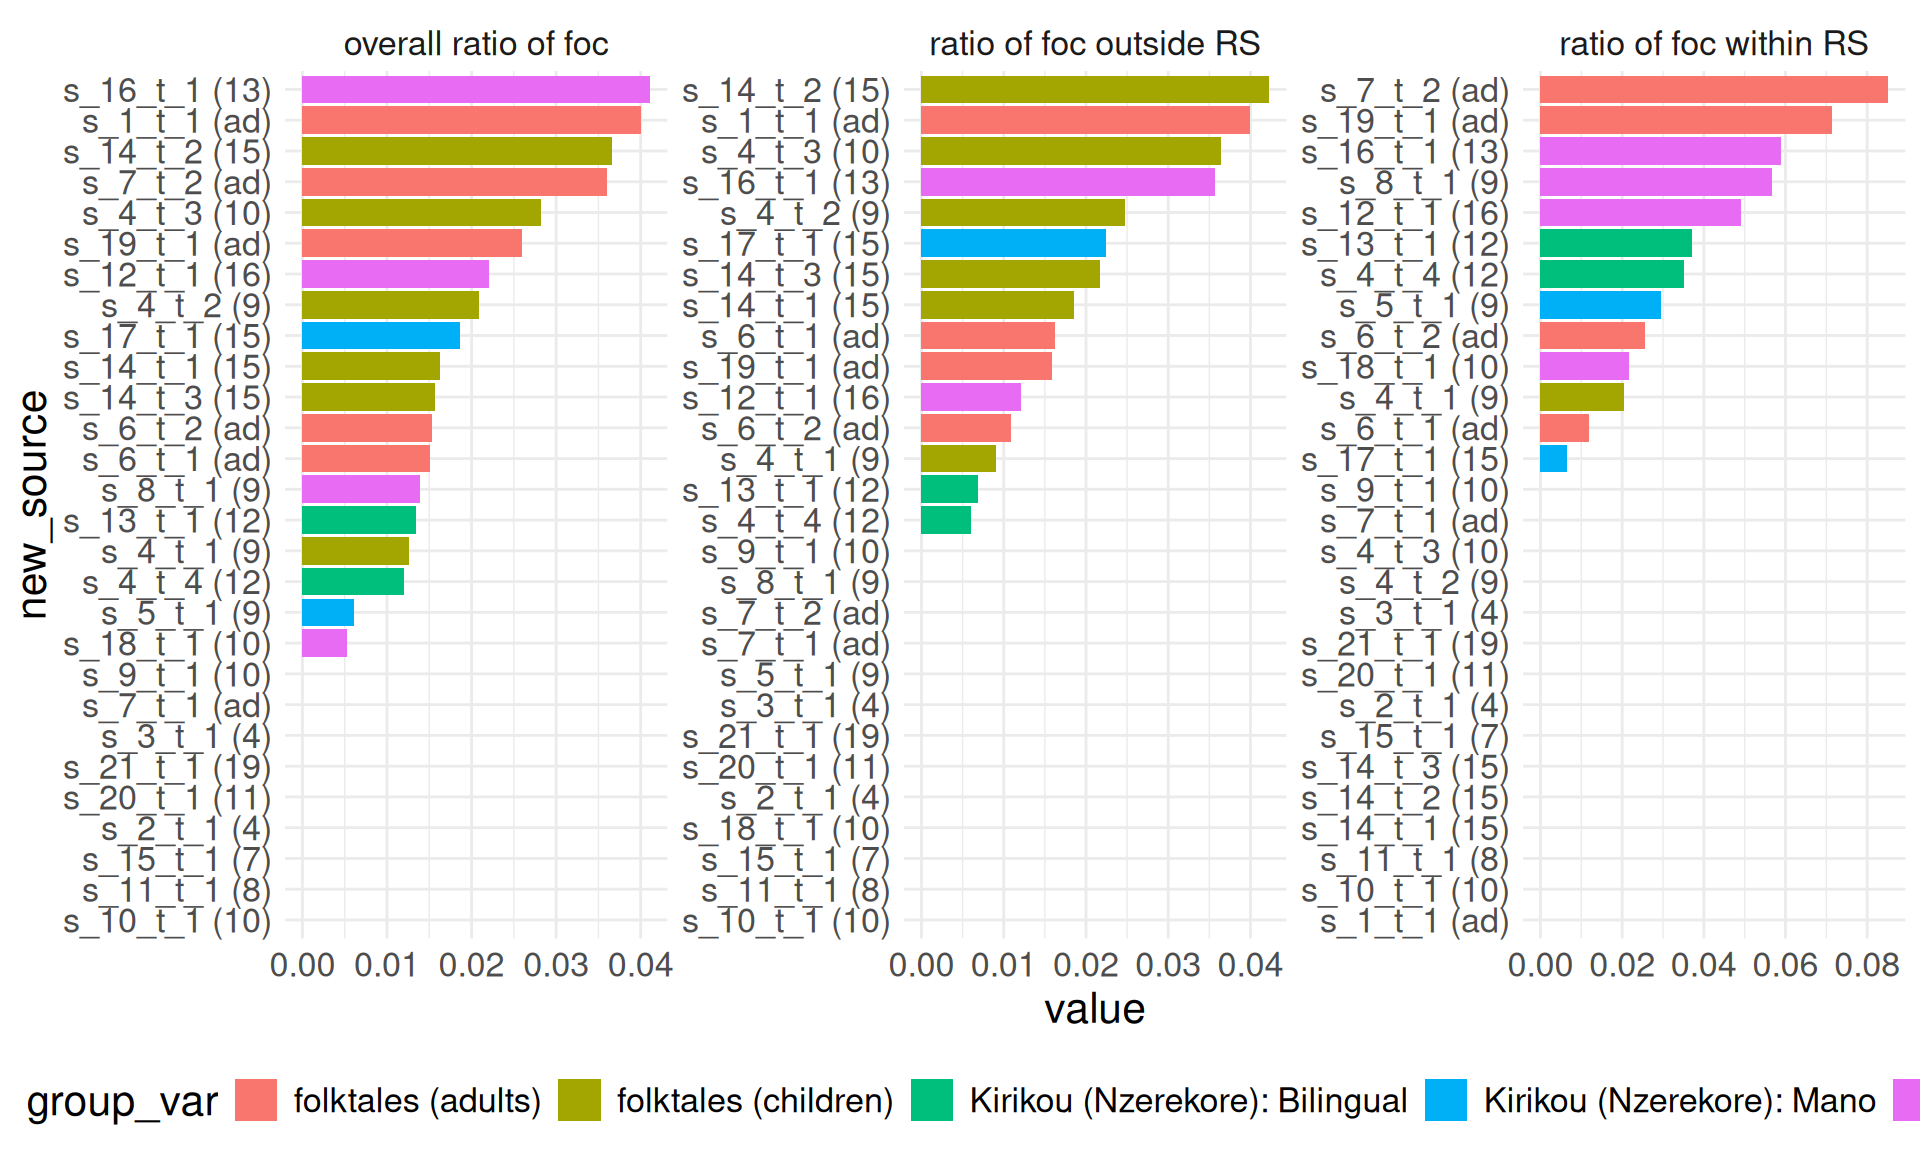 overall ratio of foc
s_16_t_1 (13)
s_1_t_1 (ad)
s_14_t_2 (15)
s_7_t_2 (ad)
s_4_t_3 (10)
s_19_t_1 (ad)
s_12_t_1 (16)
s_4_t_2 (9)
s_17_t_1 (15)
s_14_t_1 (15)
s_14_t_3 (15)
s_6_t_2 (ad)
s_6_t_1 (ad)
s_8_t_1 (9)
s_13_t_1 (12)
s_4_t_1 (9)
s_4_t_4 (12)
s_5_t_1 (9)
s_18_t_1 (10)
s_9_t_1 (10)
s_7_t_1 (ad)
s_3_t_1 (4)
s_21_t_1 (19)
s_20_t_1 (11)
s_2_t_1 (4)
s_15_t_1 (7)
s_11_t_1 (8)
s_10_t_1 (10)
0.00 0.01 0.02 0.03 0.04
ratio of foc outside RS
s_14_t_2 (15)
s_1_t_1 (ad)
s_4_t_3 (10)
s_16_t_1 (13)
s_4_t_2 (9)
s_17_t_1 (15)
s_14_t_3 (15)
s_14_t_1 (15)
s_6_t_1 (ad)
s_19_t_1 (ad)
s_12_t_1 (16)
s_6_t_2 (ad)
s_4_t_1 (9)
s_13_t_1 (12)
s_4_t_4 (12)
s_9_t_1 (10)
s_8_t_1 (9)
s_7_t_2 (ad)
s_7_t_1 (ad)
s_5_t_1 (9)
s_3_t_1 (4)
s_21_t_1 (19)
s_20_t_1 (11)
s_2_t_1 (4)
s_18_t_1 (10)
s_15_t_1 (7)
s_11_t_1 (8)
s_10_t_1 (10)
0.00 0.01 0.02 0.03 0.04
ratio of foc within RS
s_7_t_2 (ad)
s_19_t_1 (ad)
s_16_t_1 (13)
s_8_t_1 (9)
s_12_t_1 (16)
s_13_t_1 (12)
s_4_t_4 (12)
s_5_t_1 (9)
s_6_t_2 (ad)
s_18_t_1 (10)
s_4_t_1 (9)
s_6_t_1 (ad)
s_17_t_1 (15)
s_9_t_1 (10)
s_7_t_1 (ad)
s_4_t_3 (10)
s_4_t_2 (9)
s_3_t_1 (4)
s_21_t_1 (19)
s_20_t_1 (11)
s_2_t_1 (4)
s_15_t_1 (7)
s_14_t_3 (15)
s_14_t_2 (15)
s_14_t_1 (15)
s_11_t_1 (8)
s_10_t_1 (10)
s_1_t_1 (ad)
0.00 0.02 0.04 0.06 0.08
new_source
value
group_var folktales (adults) folktales (children) Kirikou (Nzerekore): Bilingual Kirikou (Nzerekore): Mano